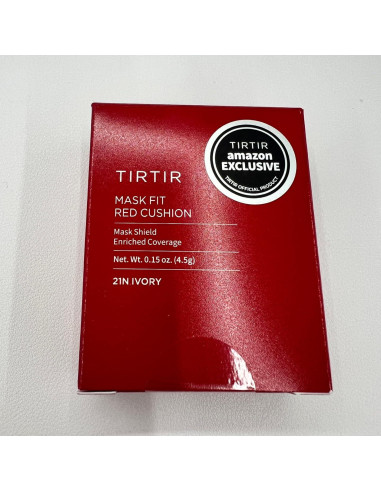 TIRTIR
amazon
EXCLUSIVE
TIRTIR OFFICIAL PRODUCT
TIRTIR
MASK FIT
RED CUSHION
Mask Shield
Enriched Coverage
Net. Wt. 0.15 oz. (4.5g)
21N IVORY